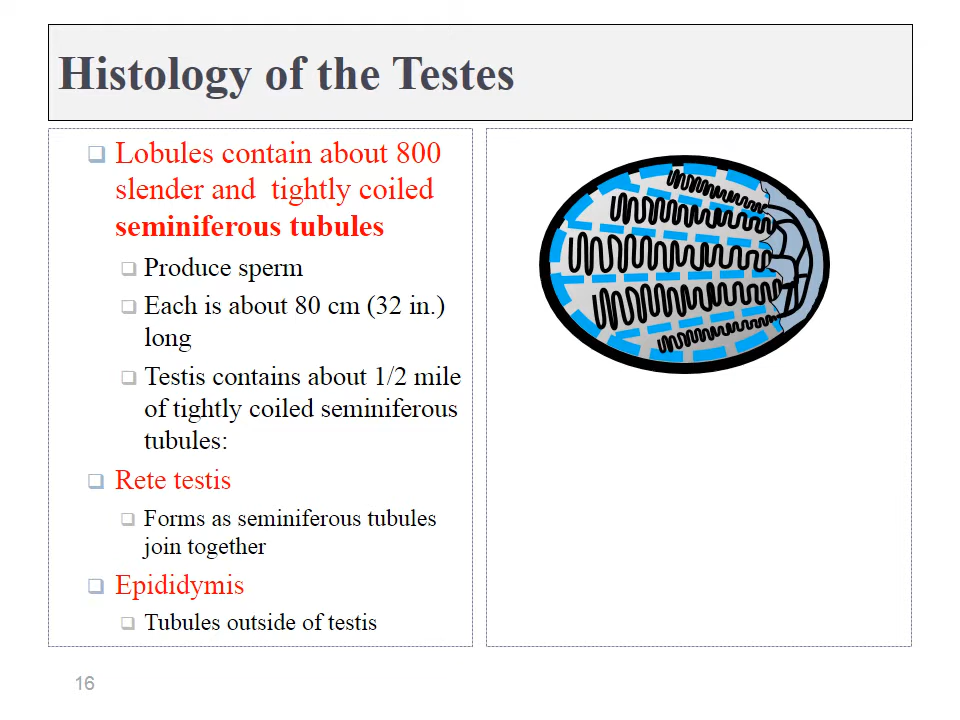 Histology of the Testes
Lobules contain about 800
slender and tightly coiled
seminiferous tubules
Produce sperm
Each is about 80 cm (32 in.)
long
Testis contains about 1/2 mile
of tightly coiled seminiferous
tubules:
Rete testis
Forms as seminiferous tubules
join together
Epididymis
Tubules outside of testis
16